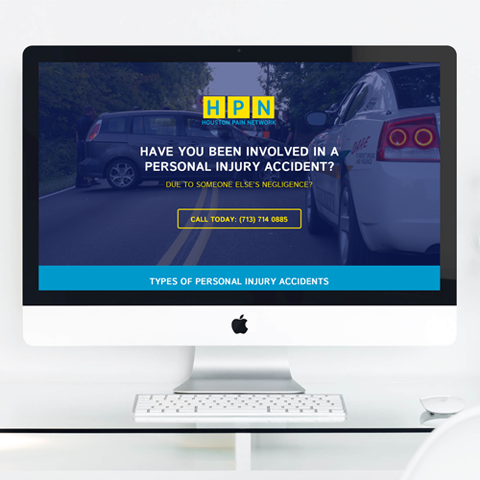 HPN
HOUSTON PAIN NETWORK
HAVE YOU BEEN INVOLVED IN A
PERSONAL INJURY ACCIDENT?
DUE TO SOMEONE ELSE'S NEGLIGENCE?
CALL TODAY: (713) 714 0885
TYPES OF PERSONAL INJURY ACCIDENTS